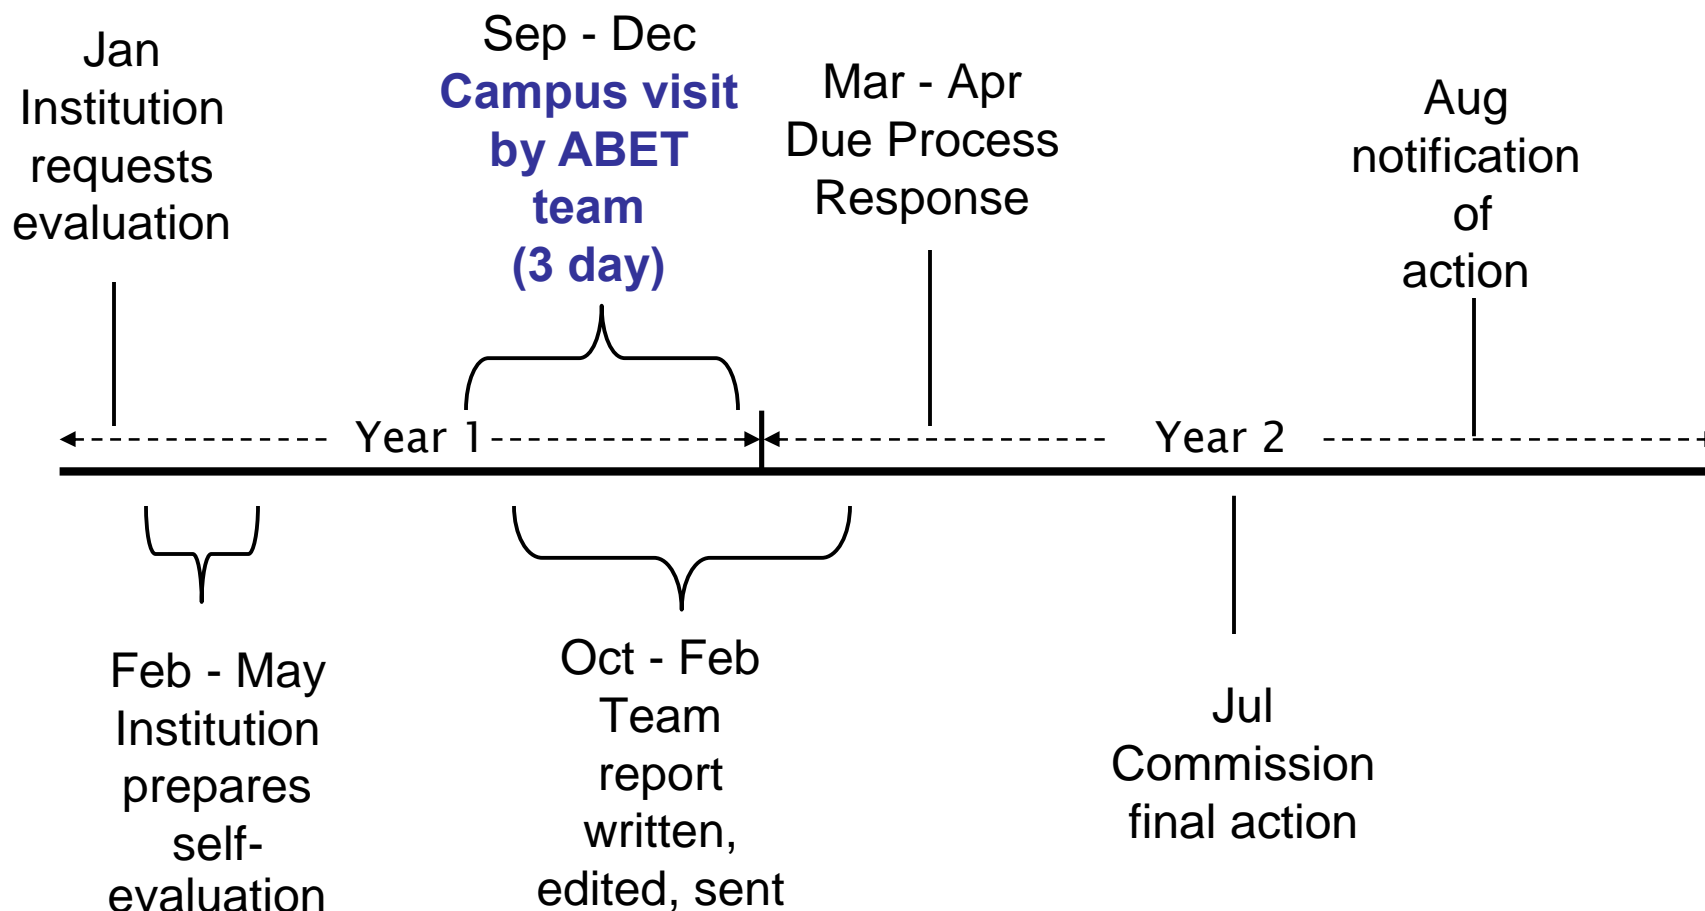 Jan
Institution
requests
evaluation
Sep - Dec
Campus visit
by ABET
team
(3 day)
Mar - Apr
Due Process
Response
Aug
notification
of
action
Year 1
Year 2
Feb - May
Institution
prepares
self-
evaluation
Oct - Feb
Team
report
written,
edited, sent
Jul
Commission
final action